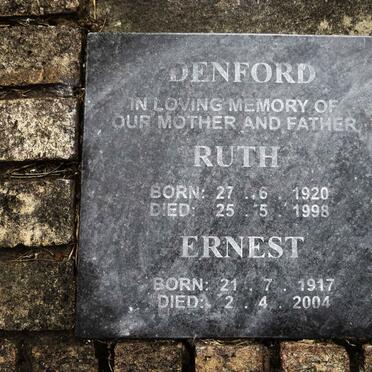 DENFORD
IN LOVING MEMORY OF
OUR MOTHER AND FATHER
RUTH
BORN: 27 . 6 . 1920
DIED: 25 . 5 . 1998
ERNEST
BORN: 21 . 7 . 1917
DIED: 2 . 4 . 2004